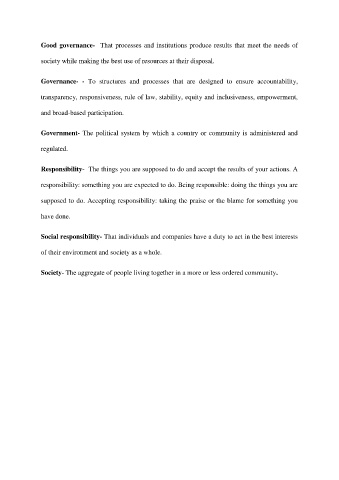 Good governance- That processes and institutions produce results that meet the needs of
society while making the best use of resources at their disposal.
Governance- - To structures and processes that are designed to ensure accountability,
transparency, responsiveness, rule of law, stability, equity and inclusiveness, empowerment,
and broad-based participation.
Government- The political system by which a country or community is administered and
regulated.
Responsibility- The things you are supposed to do and accept the results of your actions. A
responsibility: something you are expected to do. Being responsible: doing the things you are
supposed to do. Accepting responsibility: taking the praise or the blame for something you
have done.
Social responsibility- That individuals and companies have a duty to act in the best interests
of their environment and society as a whole.
Society- The aggregate of people living together in a more or less ordered community.